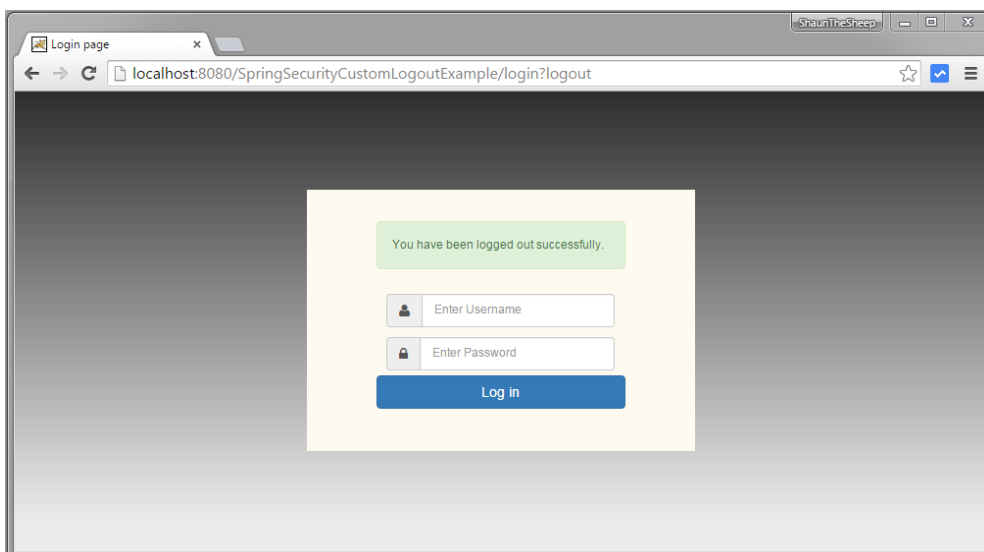 ShaunTheSheep
Login page
localhost:8080/SpringSecurityCustomLogoutExample/login?logout
You have been logged out successfully.
Enter Username
Enter Password
Log in